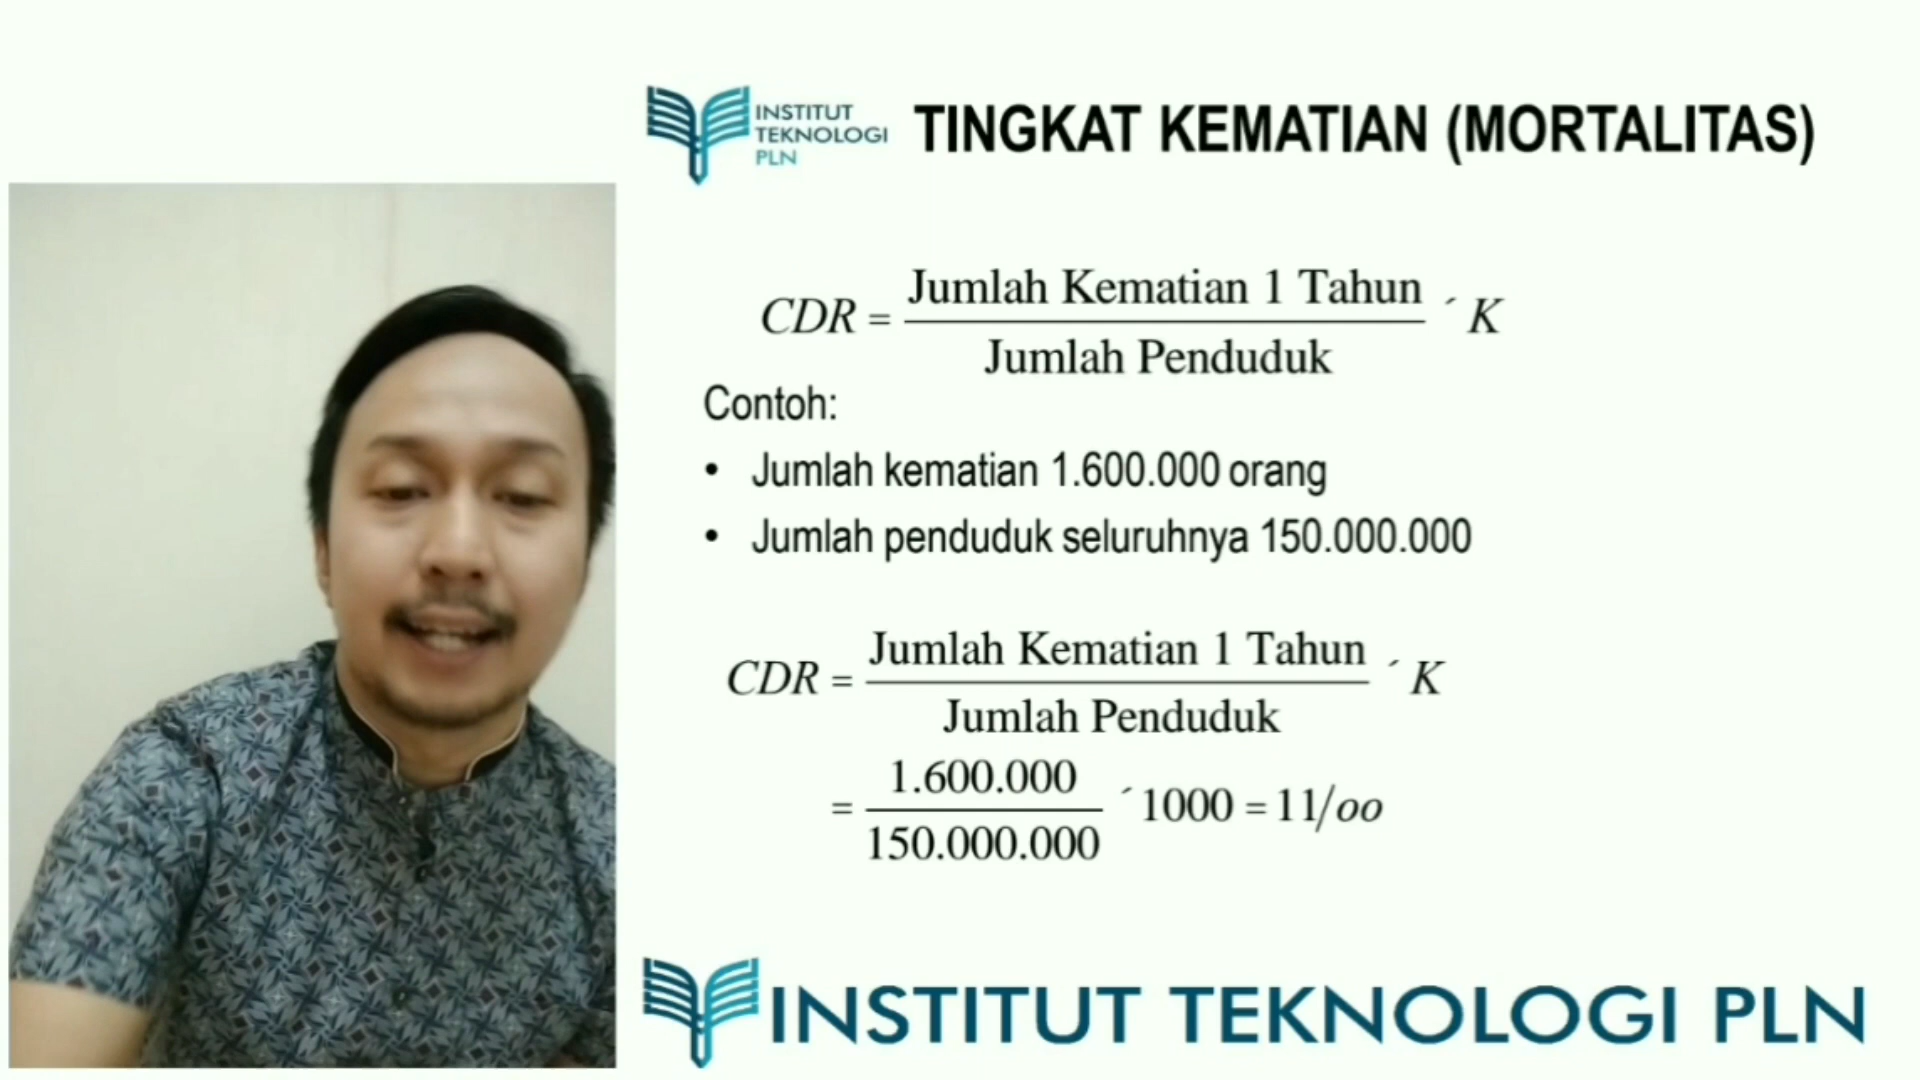 INSTITUT
TEKNOLOGI
PLN
TINGKAT KEMATIAN (MORTALITAS)
CDR = Jumlah Kematian 1 Tahun / Jumlah Penduduk ´ K
Contoh:
• Jumlah kematian 1.600.000 orang
• Jumlah penduduk seluruhnya 150.000.000
CDR = Jumlah Kematian 1 Tahun / Jumlah Penduduk ´ K
= 1.600.000 / 150.000.000 ´ 1000 = 11/oo
INSTITUT TEKNOLOGI PLN